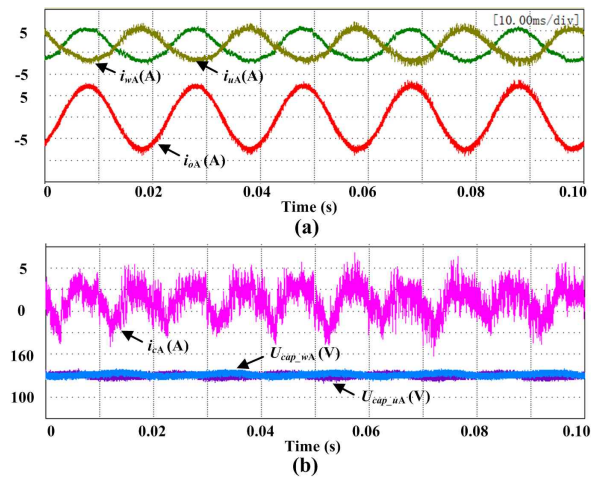 [10.00ms/div]
5
-5
i_wA(A)
i_uA(A)
5
-5
i_oA(A)
0 0.02 0.04 0.06 0.08 0.10
Time (s)
(a)
5
0
i_cA(A)
160
U_cap_wA(V)
100
U_cap_uA(V)
0 0.02 0.04 0.06 0.08 0.10
Time (s)
(b)